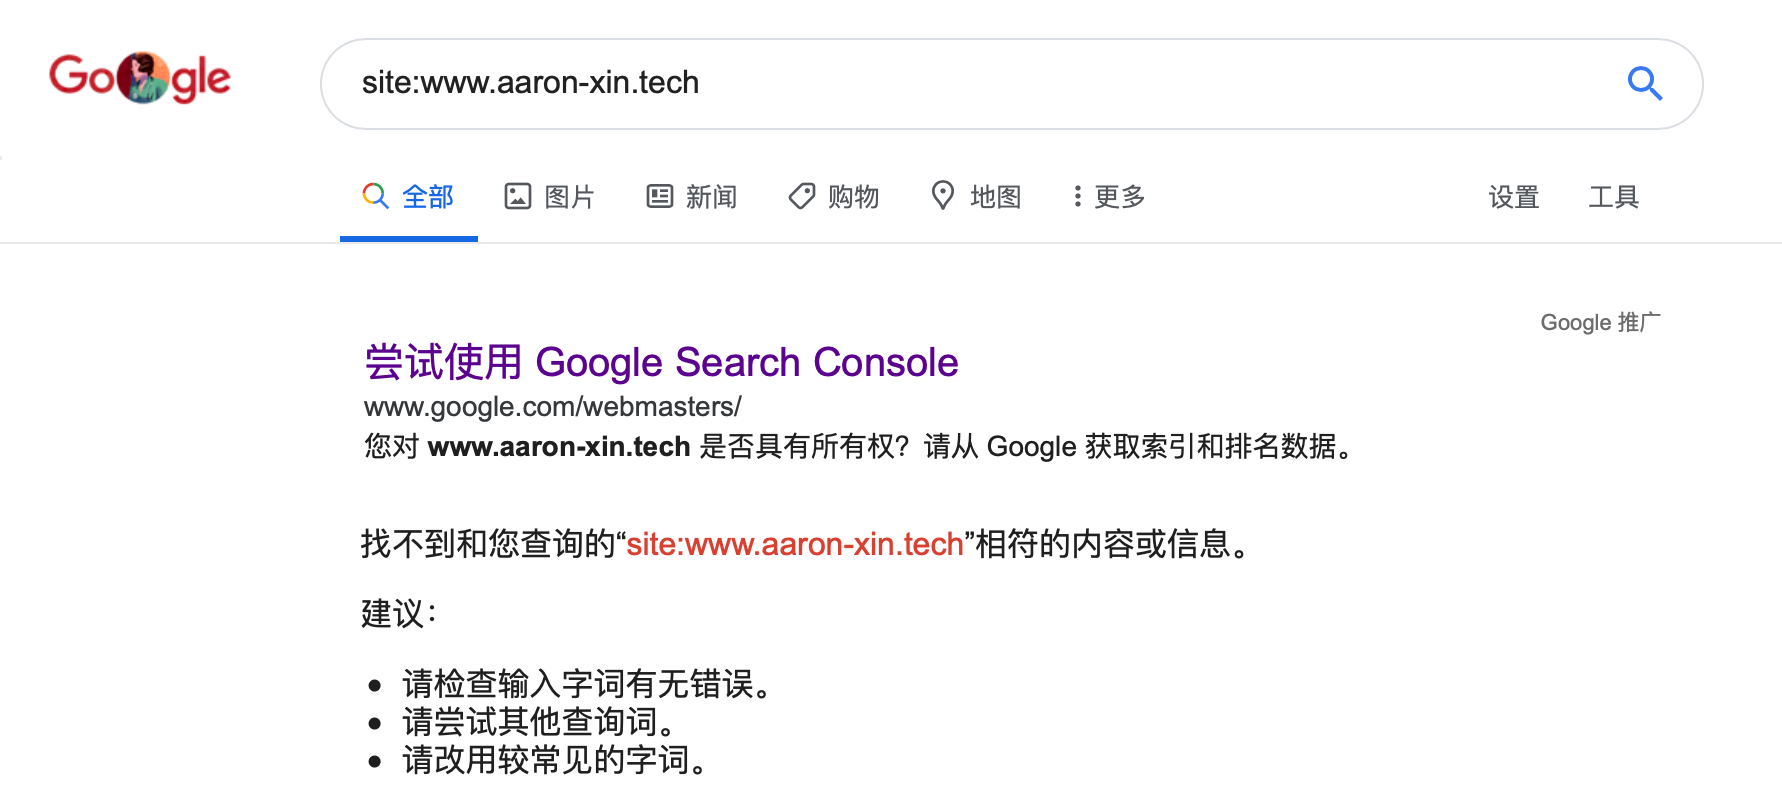 Google
site:www.aaron-xin.tech
全部 图片 新闻 购物 地图 更多 设置 工具
Google 推广
尝试使用 Google Search Console
www.google.com/webmasters/
您对 www.aaron-xin.tech 是否具有所有权？请从 Google 获取索引和排名数据。
找不到和您查询的“site:www.aaron-xin.tech”相符的内容或信息。
建议：
请检查输入字词有无错误。
请尝试其他查询词。
请改用较常见的字词。